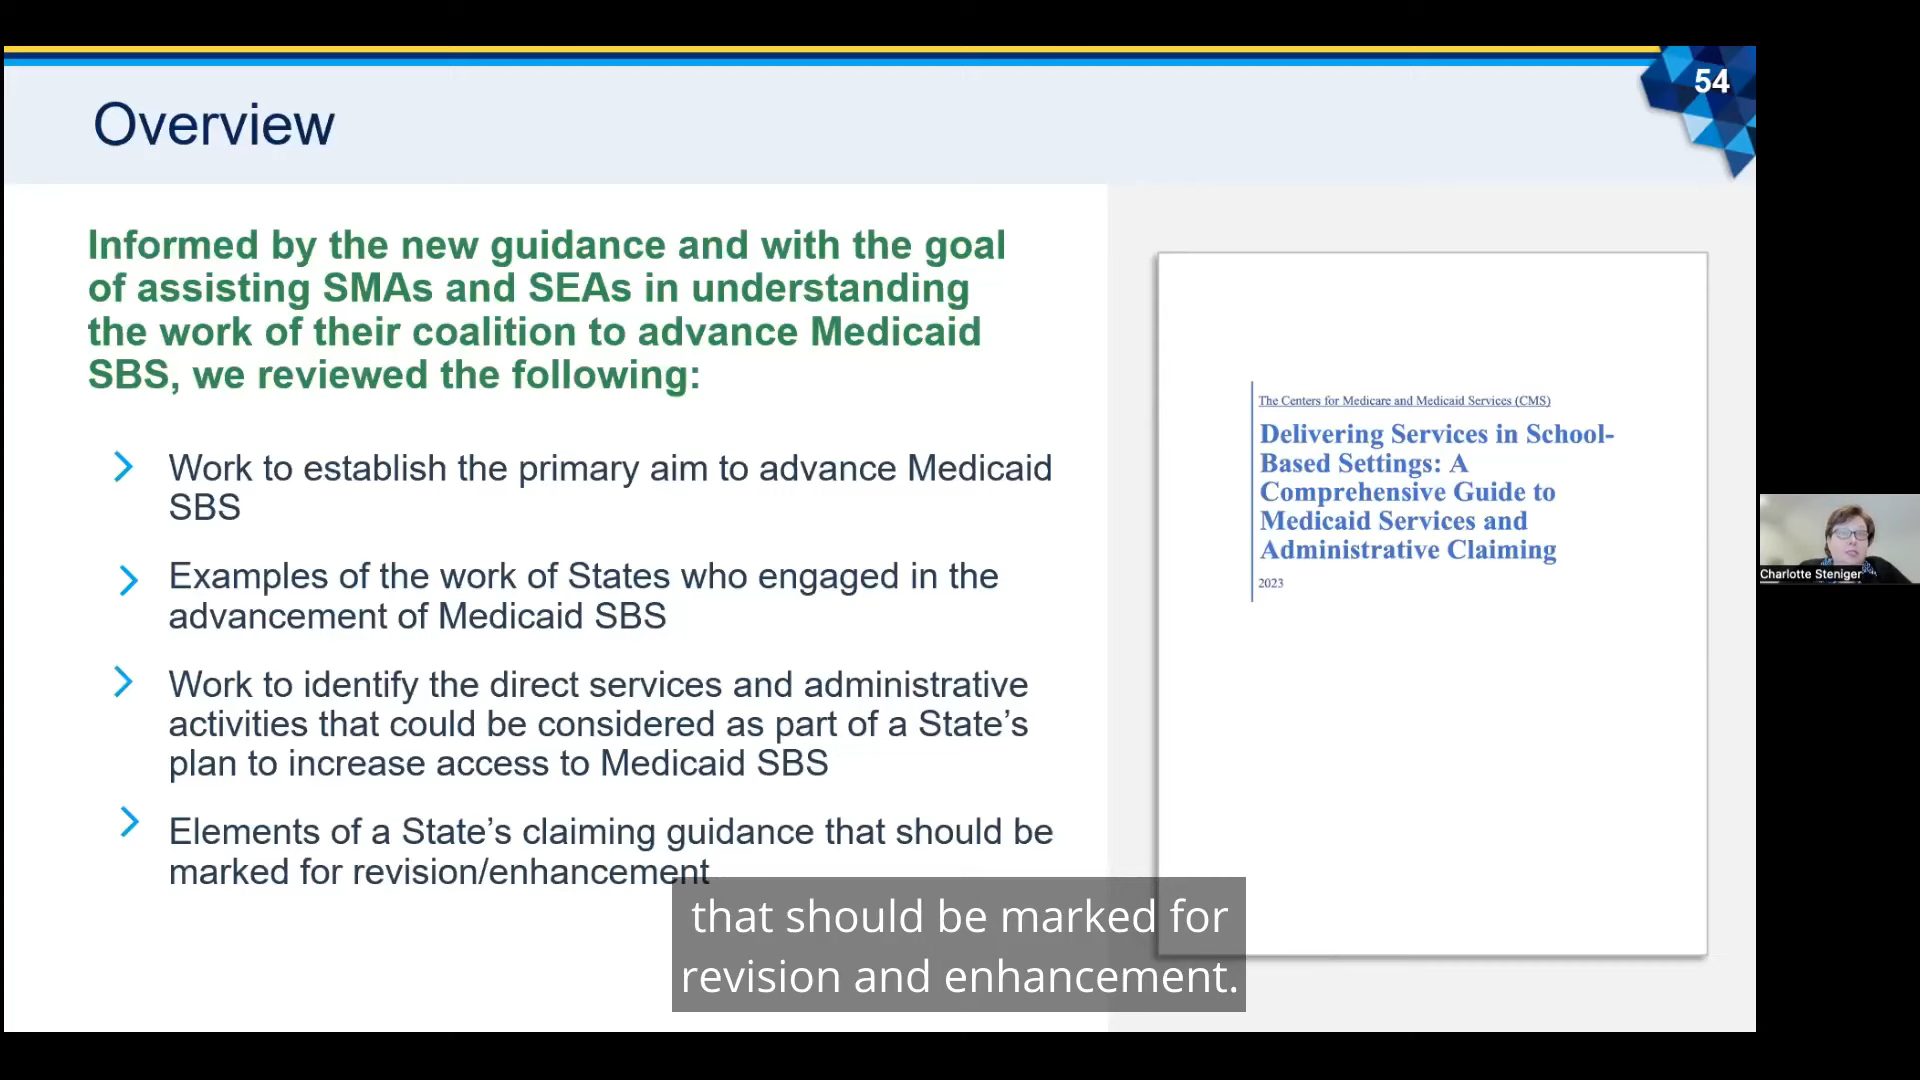 54
Overview
Informed by the new guidance and with the goal
of assisting SMAs and SEAs in understanding
the work of their coalition to advance Medicaid
SBS, we reviewed the following:
Work to establish the primary aim to advance Medicaid
SBS
Examples of the work of States who engaged in the
advancement of Medicaid SBS
Work to identify the direct services and administrative
activities that could be considered as part of a State’s
plan to increase access to Medicaid SBS
Elements of a State’s claiming guidance that should be
marked for revision/enhancement
The Centers for Medicare and Medicaid Services (CMS)
Delivering Services in School-
Based Settings: A
Comprehensive Guide to
Medicaid Services and
Administrative Claiming
2023
Charlotte Steniger
that should be marked for
revision and enhancement.